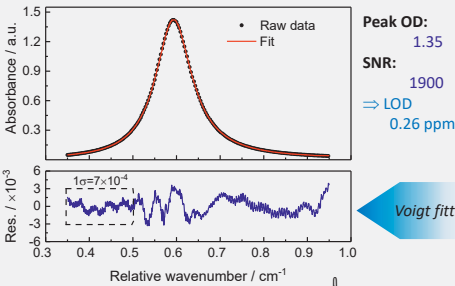 Absorbance / a.u.
1.5
1.2
0.9
0.6
0.3
Raw data
Fit
Peak OD:
1.35
SNR:
1900
⇒ LOD
0.26 ppm
Res. / ×10⁻³
6
3
0
-3
-6
1σ=7×10⁻⁴
Voigt fitt
0.3 0.4 0.5 0.6 0.7 0.8 0.9 1.0
Relative wavenumber / cm⁻¹